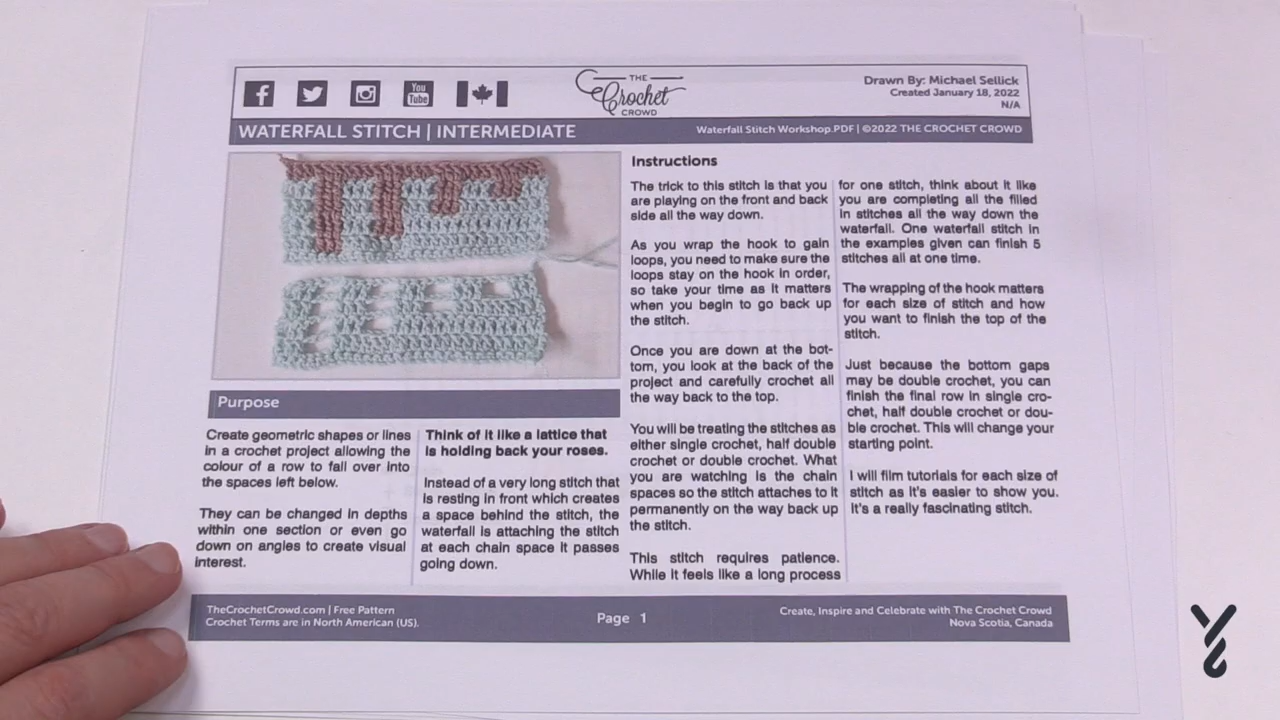 You
Tube
THE
Crochet
CROWD
Drawn By: Michael Sellick
Created January 18, 2022
N/A
WATERFALL STITCH | INTERMEDIATE
Waterfall Stitch Workshop.PDF | ©2022 THE CROCHET CROWD
Purpose
Create geometric shapes or lines
in a crochet project allowing the
colour of a row to fall over into
the spaces left below.
They can be changed in depths
within one section or even go
down on angles to create visual
interest.
Think of it like a lattice that
is holding back your roses.
Instead of a very long stitch that
is resting in front which creates
a space behind the stitch, the
waterfall is attaching the stitch
at each chain space it passes
going down.
Instructions
The trick to this stitch is that you
are playing on the front and back
side all the way down.
As you wrap the hook to gain
loops, you need to make sure the
loops stay on the hook in order,
so take your time as it matters
when you begin to go back up
the stitch.
Once you are down at the bot-
tom, you look at the back of the
project and carefully crochet all
the way back to the top.
You will be treating the stitches as
either single crochet, half double
crochet or double crochet. What
you are watching is the chain
spaces so the stitch attaches to it
permanently on the way back up
the stitch.
This stitch requires patience.
While it feels like a long process
for one stitch, think about it like
you are completing all the filled
in stitches all the way down the
waterfall. One waterfall stitch in
the examples given can finish 5
stitches all at one time.
The wrapping of the hook matters
for each size of stitch and how
you want to finish the top of the
stitch.
Just because the bottom gaps
may be double crochet, you can
finish the final row in single cro-
chet, half double crochet or dou-
ble crochet. This will change your
starting point.
I will film tutorials for each size of
stitch as it's easier to show you.
It's a really fascinating stitch.
TheCrochetCrowd.com | Free Pattern
Crochet Terms are in North American (US).
Page 1
Create, Inspire and Celebrate with The Crochet Crowd
Nova Scotia, Canada